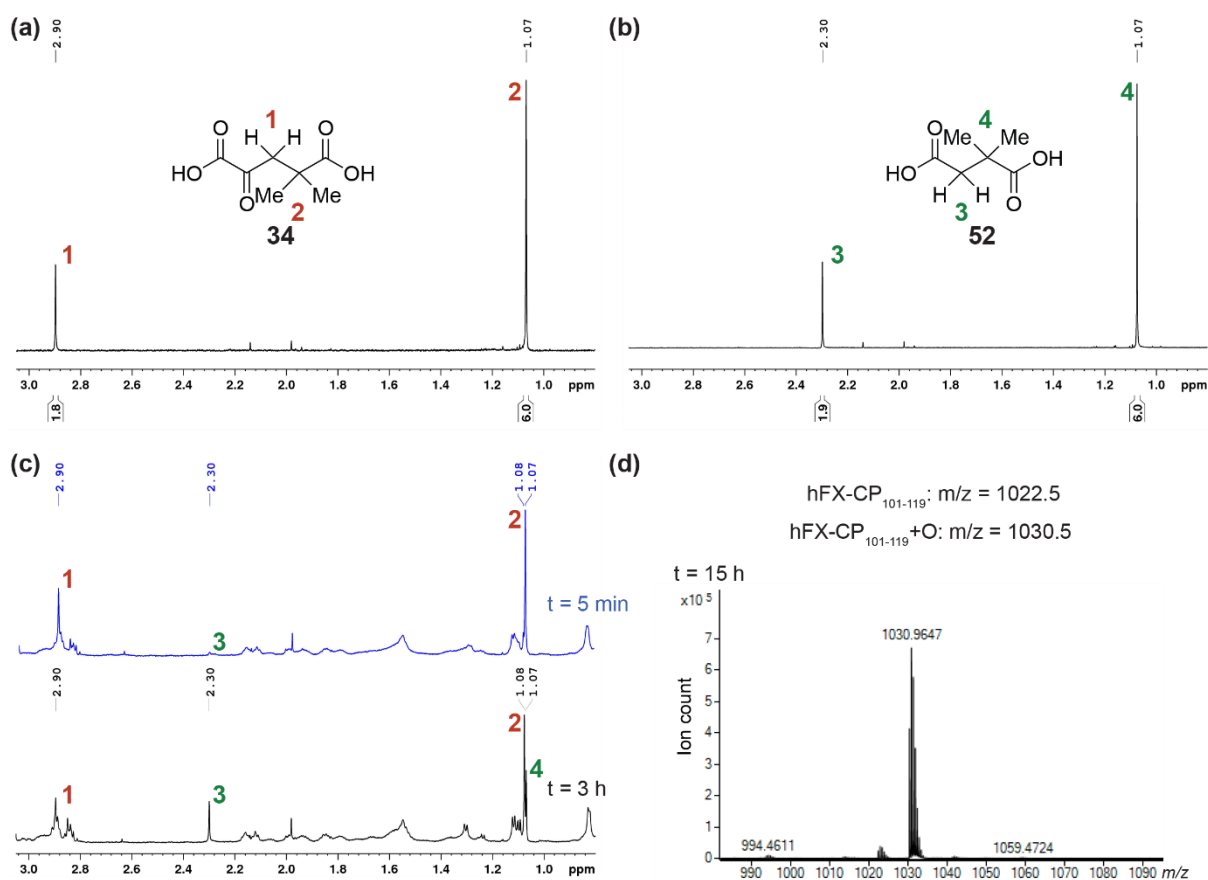 (a)
2.90
1.07
1
2
O
H H
O
HO
OH
O
Me
Me
2
34
1
3.0 2.8 2.6 2.4 2.2 2.0 1.8 1.6 1.4 1.2 1.0 ppm
1.8
6.0
(b)
2.30
1.07
4
4
O
Me
Me
OH
HO
H H
O
3
52
3
3.0 2.8 2.6 2.4 2.2 2.0 1.8 1.6 1.4 1.2 1.0 ppm
1.9
6.0
(c)
2.90
2.30
1.08
1.07
2
1
3
t = 5 min
2.90
2.30
1.08
1.07
2
1
3
4
t = 3 h
3.0 2.8 2.6 2.4 2.2 2.0 1.8 1.6 1.4 1.2 1.0 ppm
(d)
hFX-CP101-119: m/z = 1022.5
hFX-CP101-119+O: m/z = 1030.5
t = 15 h
x10 5
Ion count
7
6
5
4
3
2
1
0
1030.9647
994.4611
1059.4724
990 1000 1010 1020 1030 1040 1050 1060 1070 1080 1090 m/z